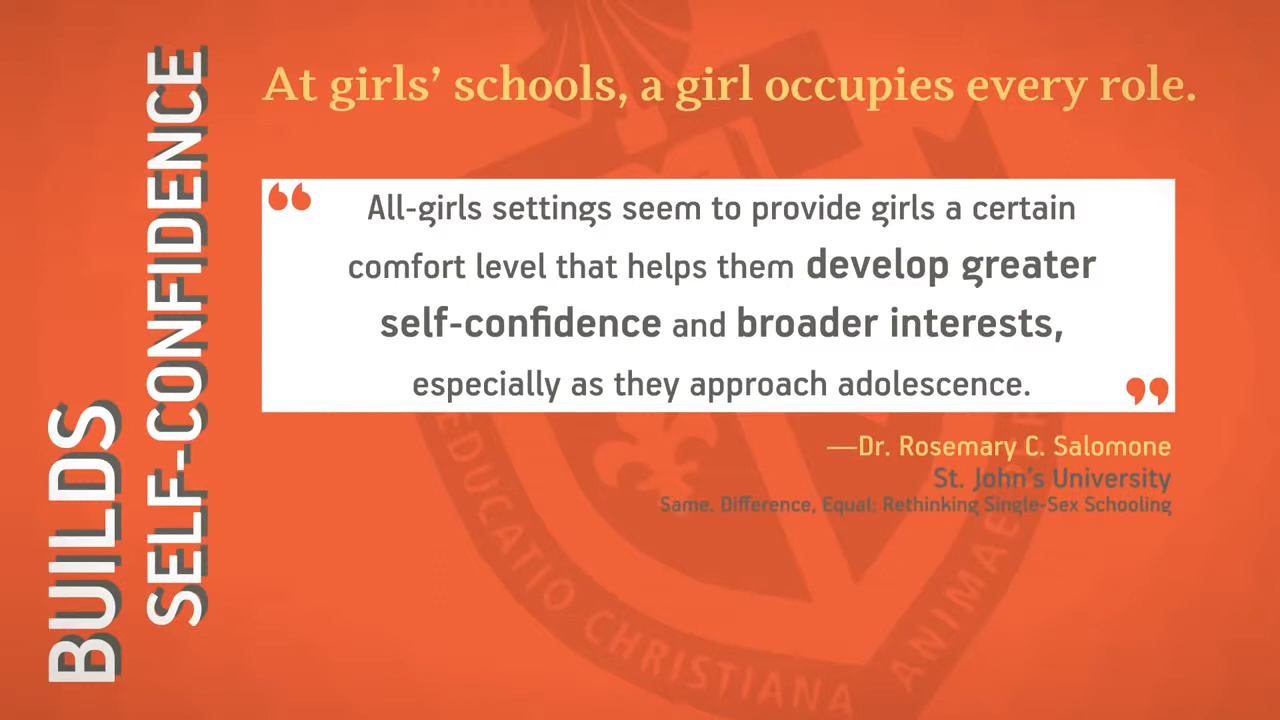 BUILDS
SELF-CONFIDENCE
At girls’ schools, a girl occupies every role.
“ All-girls settings seem to provide girls a certain
comfort level that helps them develop greater
self-confidence and broader interests,
especially as they approach adolescence. ”
—Dr. Rosemary C. Salomone
St. John’s University
Same, Difference, Equal: Rethinking Single-Sex Schooling
EDUCATIO CHRISTIANA ANIMAE